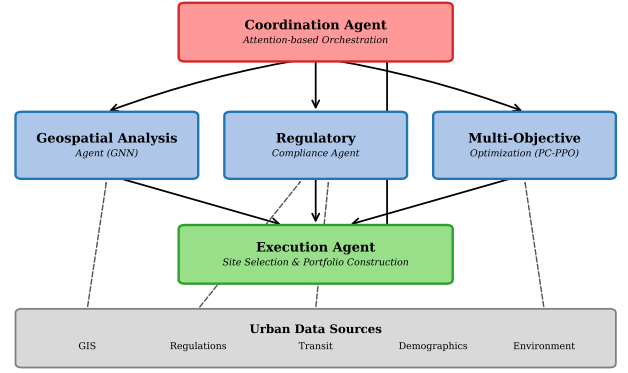 Coordination Agent
Attention-based Orchestration
Geospatial Analysis
Agent (GNN)
Regulatory
Compliance Agent
Multi-Objective
Optimization (PC-PPO)
Execution Agent
Site Selection & Portfolio Construction
Urban Data Sources
GIS Regulations Transit Demographics Environment